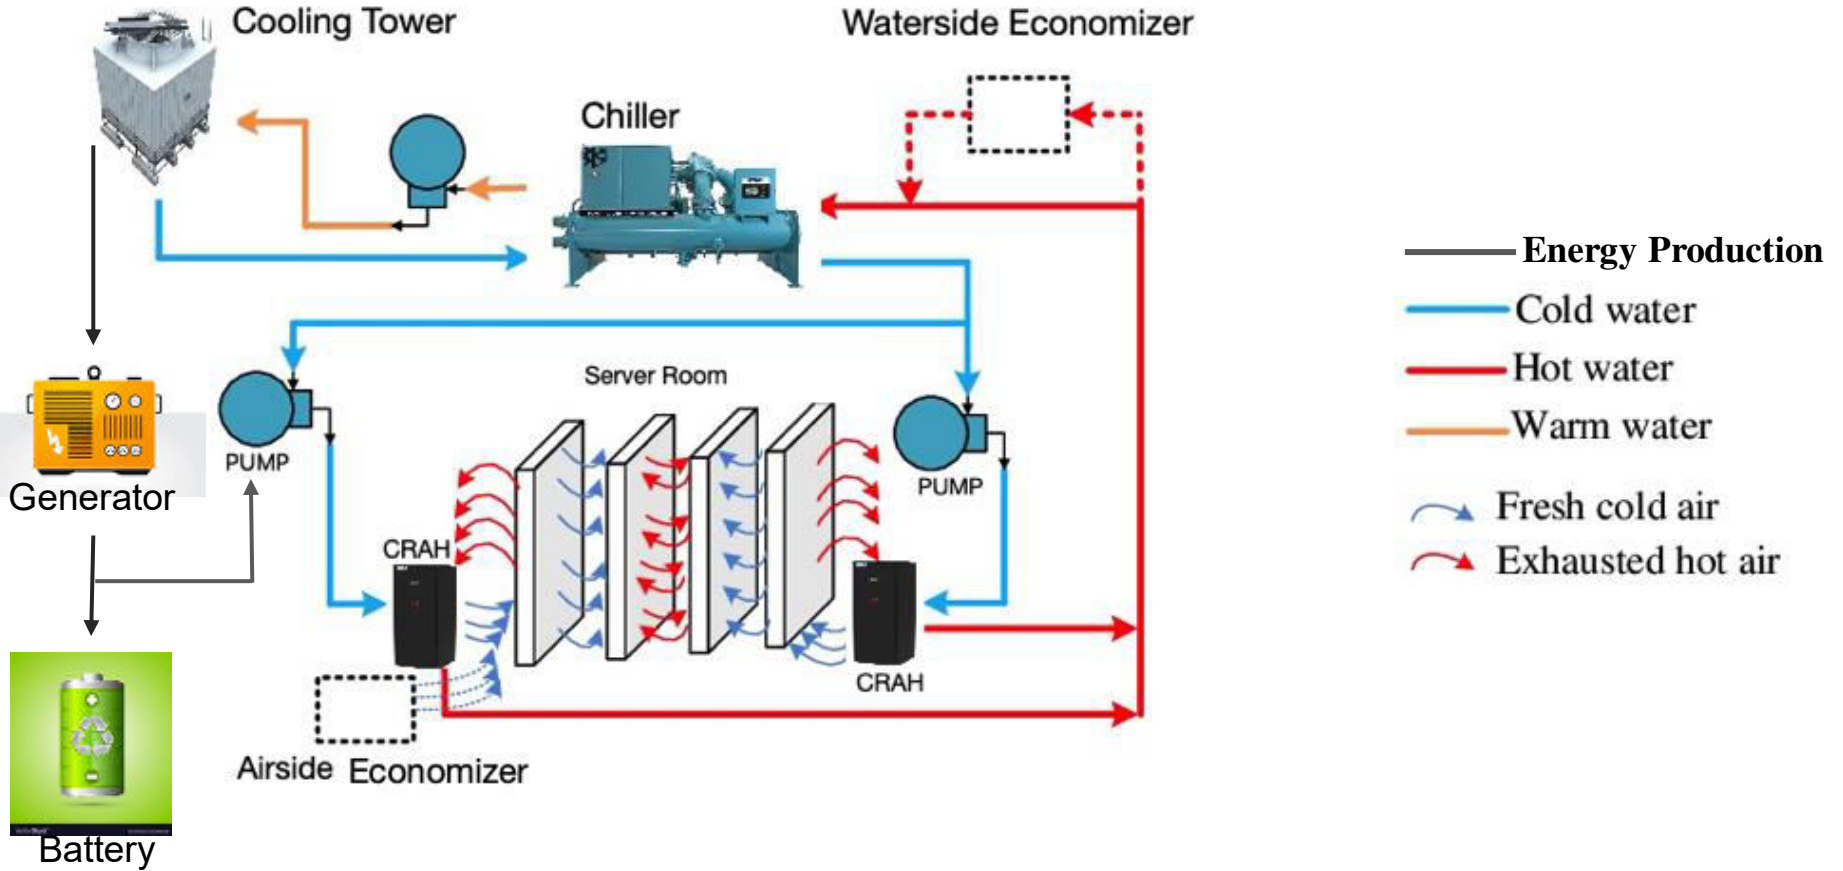 Cooling Tower
Waterside Economizer
Chiller
Energy Production
Cold water
Hot water
Warm water
Fresh cold air
Exhausted hot air
Server Room
PUMP
PUMP
Generator
CRAH
CRAH
Airside Economizer
Battery